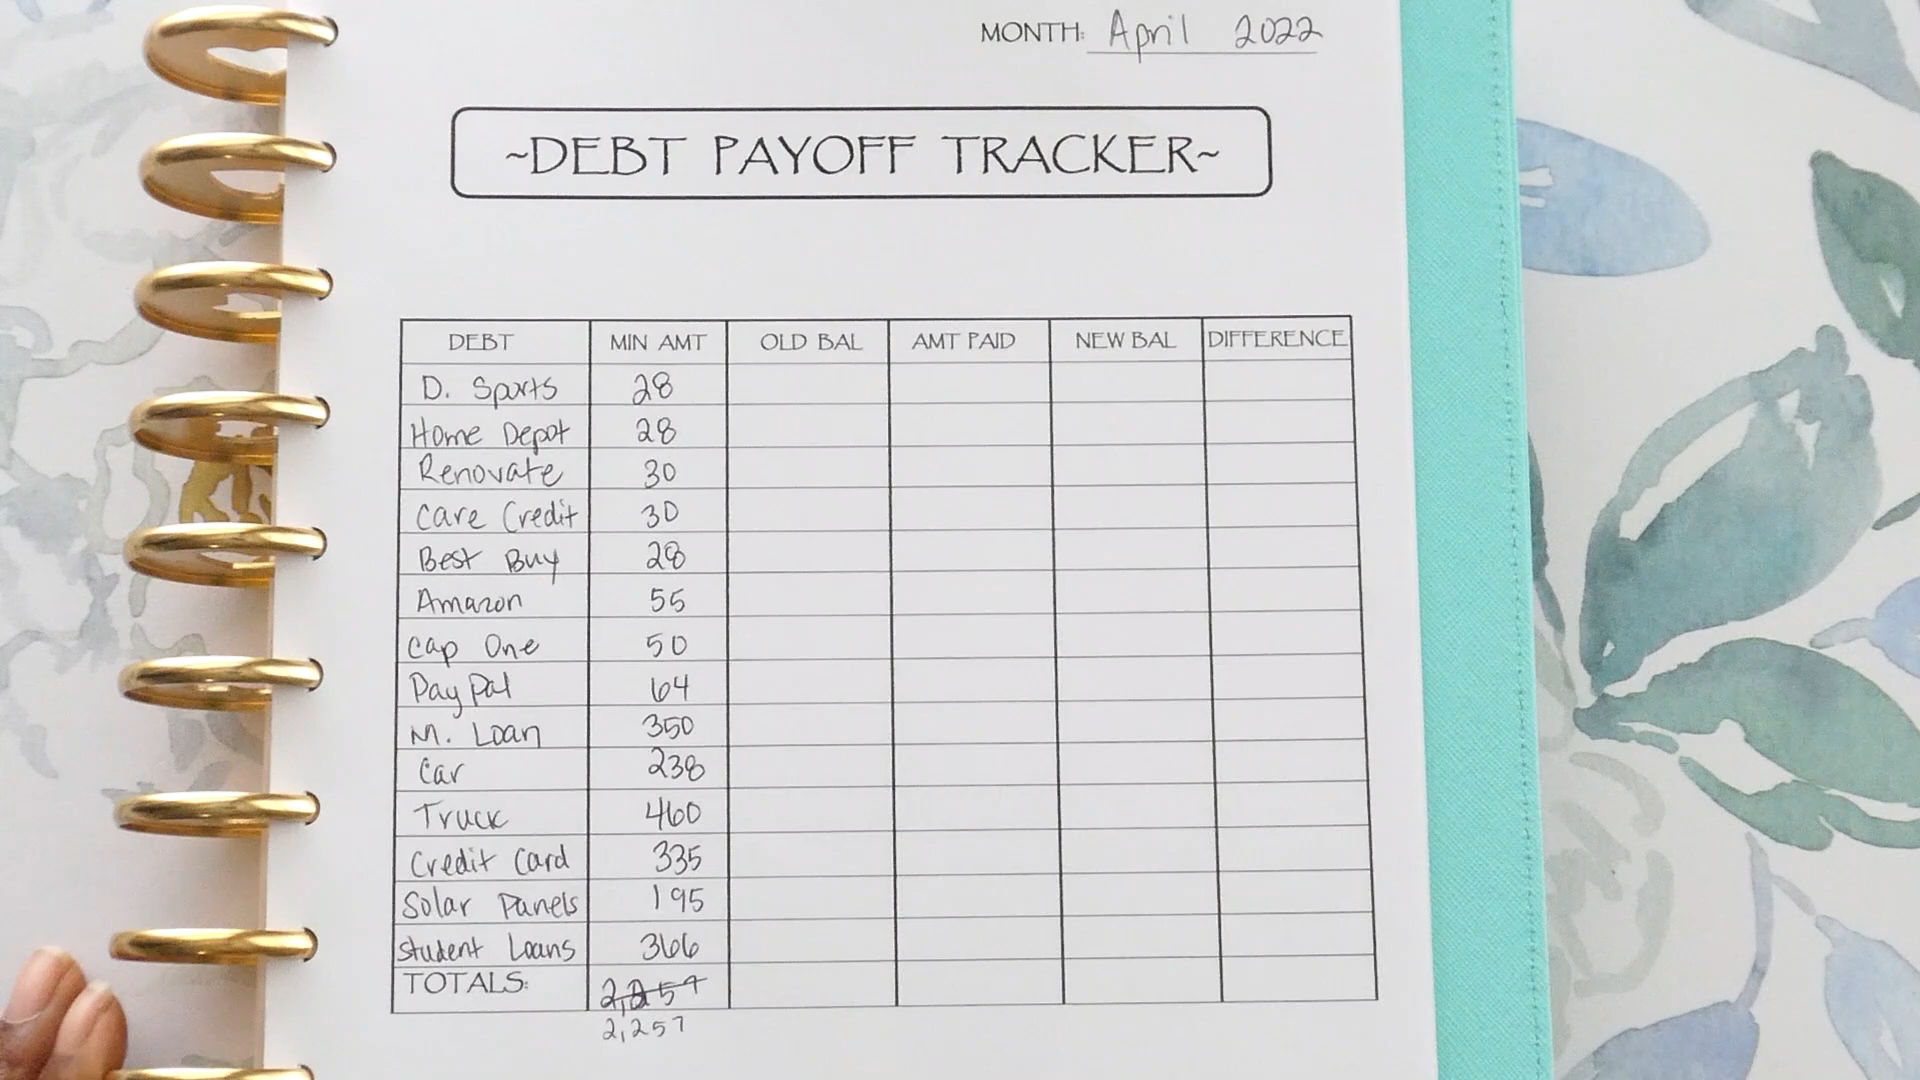 MONTH: April 2022
~DEBT PAYOFF TRACKER~
DEBT MIN AMT OLD BAL AMT PAID NEW BAL DIFFERENCE
D. Sports 28
Home Depot 28
Renovate 30
Care Credit 30
Best Buy 28
Amazon 55
Cap One 50
PayPal 64
M. Loan 350
Car 238
Truck 460
Credit Card 335
Solar Panels 195
Student Loans 366
TOTALS: 2,257
2,257